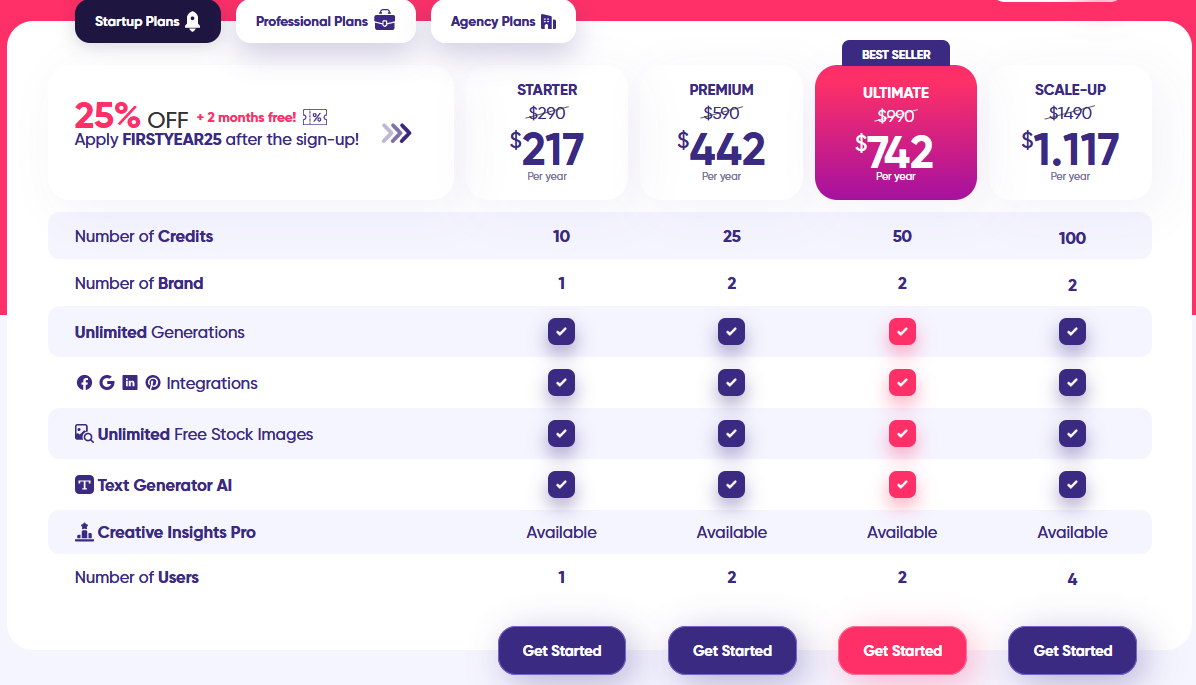 Startup Plans
Professional Plans
Agency Plans
BEST SELLER
25% OFF + 2 months free!
Apply FIRSTYEAR25 after the sign-up!
STARTER
$290
$217
Per year
PREMIUM
$590
$442
Per year
ULTIMATE
$990
$742
Per year
SCALE-UP
$1490
$1.117
Per year
Number of Credits 10 25 50 100
Number of Brand 1 2 2 2
Unlimited Generations
Integrations
Unlimited Free Stock Images
Text Generator AI
Creative Insights Pro Available Available Available Available
Number of Users 1 2 2 4
Get Started Get Started Get Started Get Started